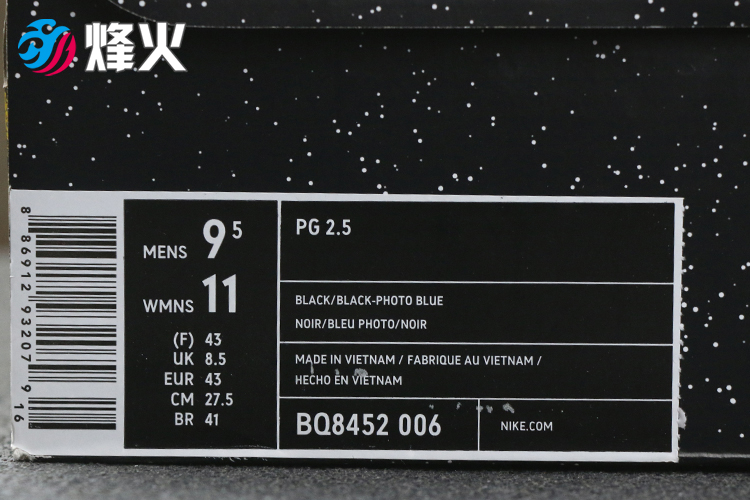 烽火
MENS 9 5
WMNS 11
(F) 43
UK 8.5
EUR 43
CM 27.5
BR 41
PG 2.5
BLACK/BLACK-PHOTO BLUE
NOIR/BLEU PHOTO/NOIR
MADE IN VIETNAM / FABRIQUE AU VIETNAM /
HECHO EN VIETNAM
BQ8452 006
NIKE.COM
8 86912 93207 9 16